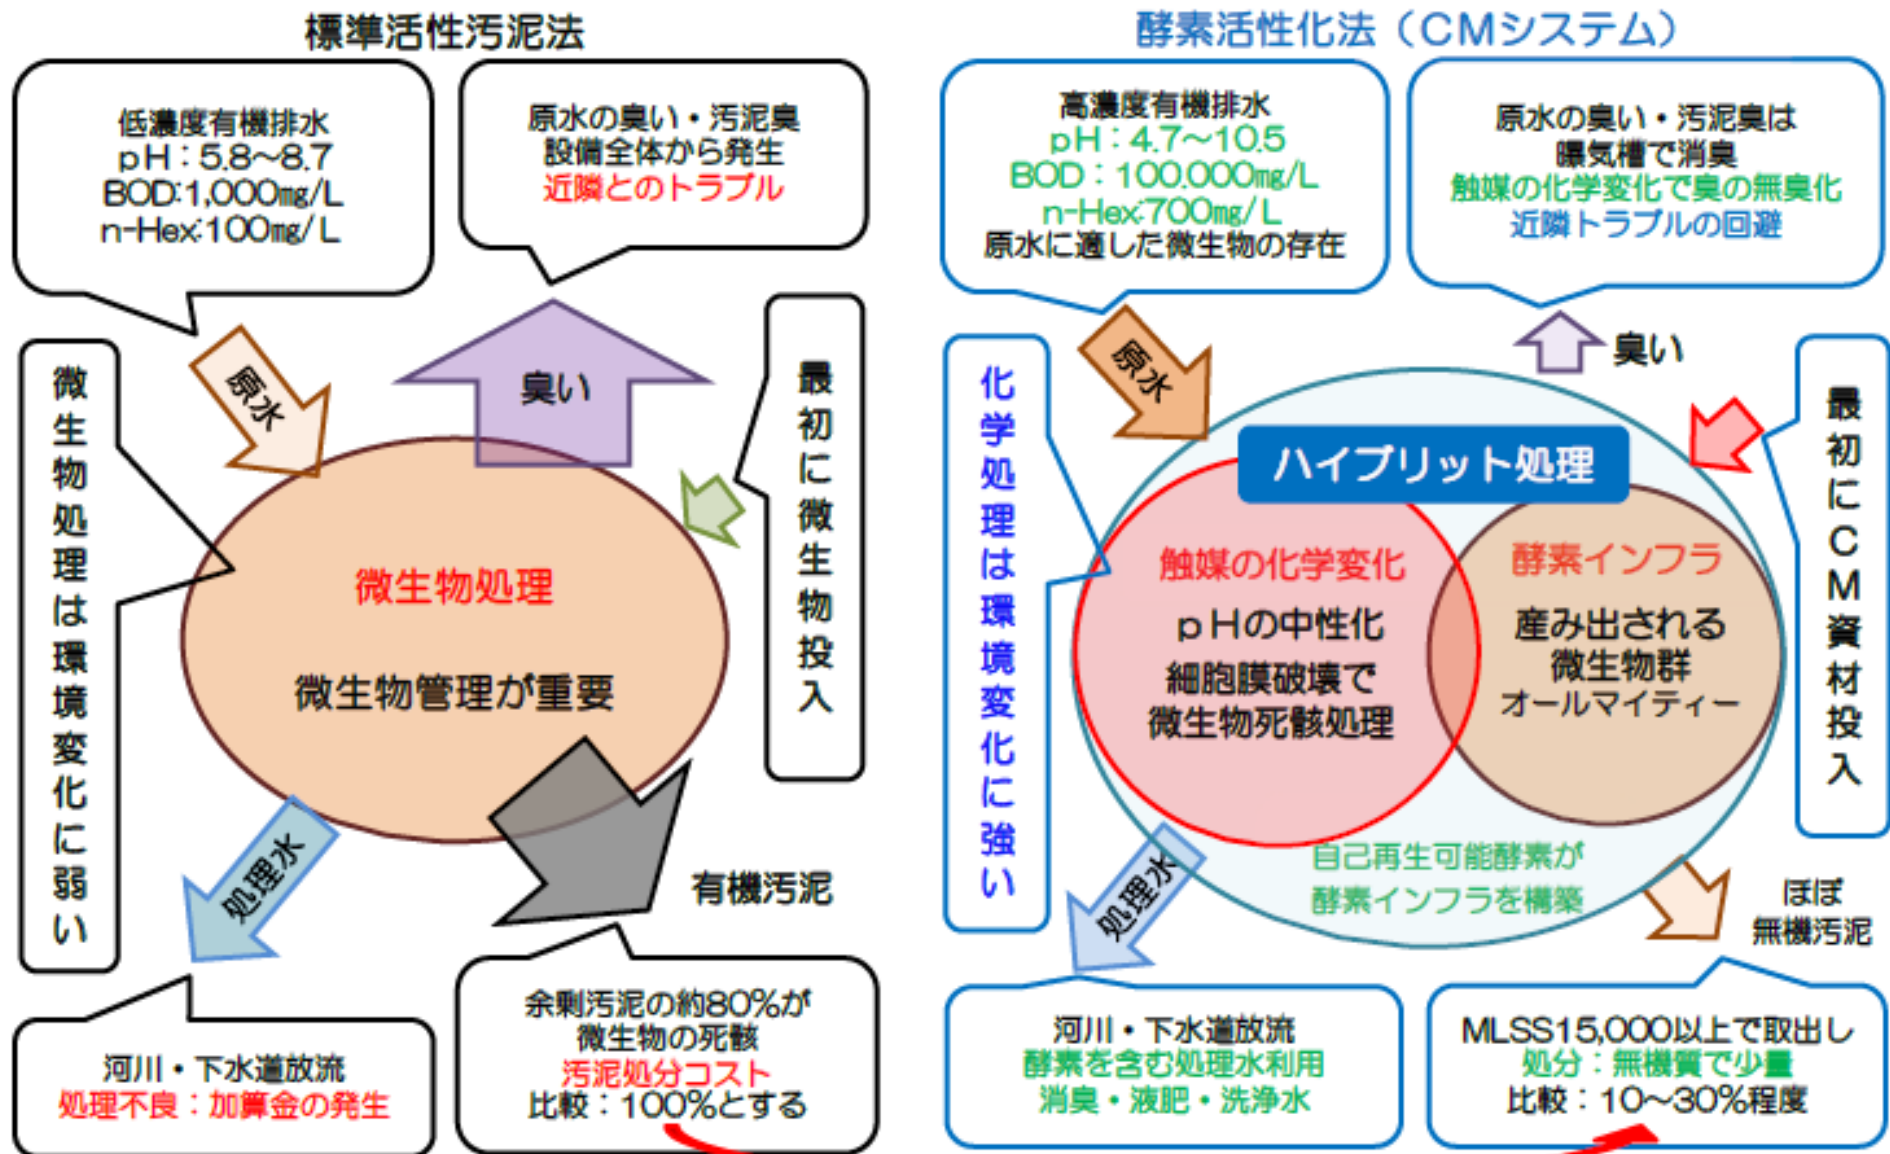 標準活性汚泥法
低濃度有機排水
pH：5.8～8.7
BOD:1,000mg/L
n-Hex:100mg/L
原水の臭い・汚泥臭
設備全体から発生
近隣とのトラブル
微生物処理は環境変化に弱い
原水
臭い
最初に微生物投入
微生物処理
微生物管理が重要
処理水
有機汚泥
河川・下水道放流
処理不良：加算金の発生
余剰汚泥の約80%が
微生物の死骸
汚泥処分コスト
比較：100%とする
酵素活性化法（CMシステム）
高濃度有機排水
pH：4.7～10.5
BOD：100.000mg/L
n-Hex:700mg/L
原水に適した微生物の存在
原水の臭い・汚泥臭は
曝気槽で消臭
触媒の化学変化で臭の無臭化
近隣トラブルの回避
化学処理は環境変化に強い
原水
臭い
最初にCM資材投入
ハイブリット処理
触媒の化学変化
pHの中性化
細胞膜破壊で
微生物死骸処理
酵素インフラ
産み出される
微生物群
オールマイティー
自己再生可能酵素が
酵素インフラを構築
処理水
ほぼ
無機汚泥
河川・下水道放流
酵素を含む処理水利用
消臭・液肥・洗浄水
MLSS15,000以上で取出し
処分：無機質で少量
比較：10～30%程度